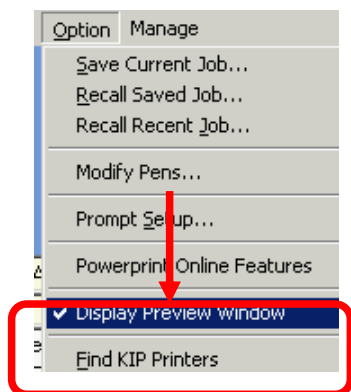 Option Manage
Save Current Job...
Recall Saved Job...
Recall Recent Job...
Modify Pens...
Prompt Setup...
Powerprint Online Features
✓ Display Preview Window
Find KIP Printers